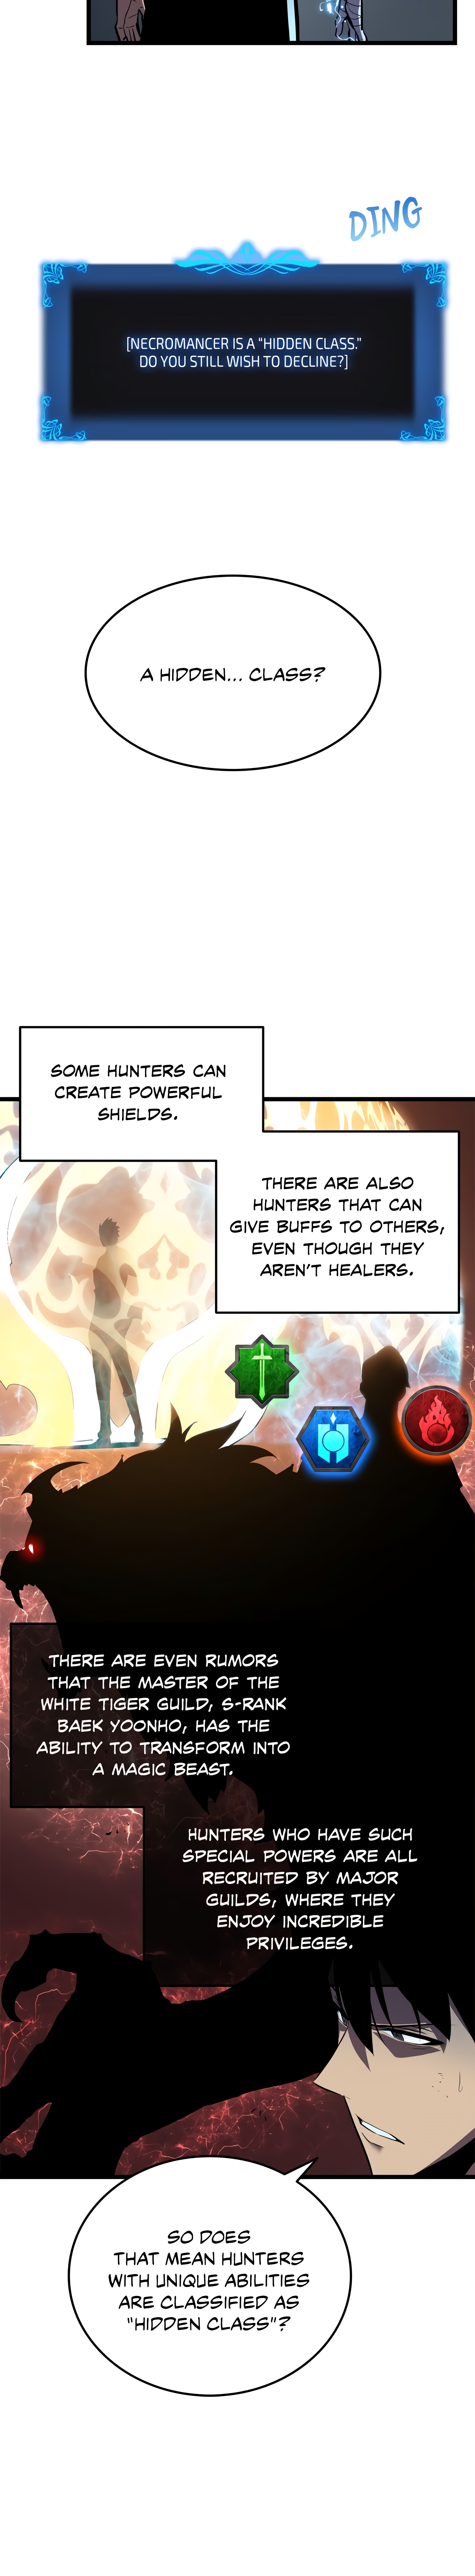 DING
[NECROMANCER IS A "HIDDEN CLASS."
DO YOU STILL WISH TO DECLINE?]
A HIDDEN... CLASS?
SOME HUNTERS CAN
CREATE POWERFUL
SHIELDS.
THERE ARE ALSO
HUNTERS THAT CAN
GIVE BUFFS TO OTHERS,
EVEN THOUGH THEY
AREN'T HEALERS.
THERE ARE EVEN RUMORS
THAT THE MASTER OF THE
WHITE TIGER GUILD, S-RANK
BAEK YOONHO, HAS THE
ABILITY TO TRANSFORM INTO
A MAGIC BEAST.
HUNTERS WHO HAVE SUCH
SPECIAL POWERS ARE ALL
RECRUITED BY MAJOR
GUILDS, WHERE THEY
ENJOY INCREDIBLE
PRIVILEGES.
SO DOES
THAT MEAN HUNTERS
WITH UNIQUE ABILITIES
ARE CLASSIFIED AS
"HIDDEN CLASS"?